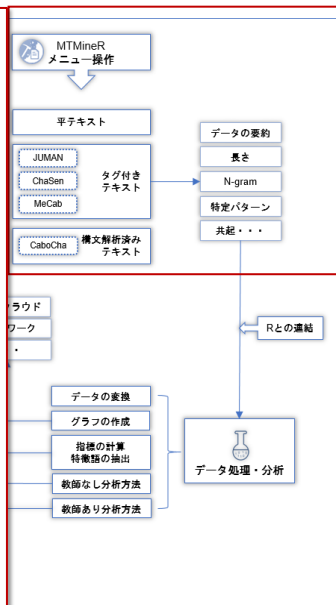 MTMineR
メニュー操作
平テキスト
JUMAN
ChaSen
MeCab
タグ付き
テキスト
CaboCha
構文解析済み
テキスト
データの要約
長さ
N-gram
特定パターン
共起・・・
ラウド
ワーク
・
Rとの連結
データの変換
グラフの作成
指標の計算
特徴語の抽出
教師なし分析方法
教師あり分析方法
データ処理・分析